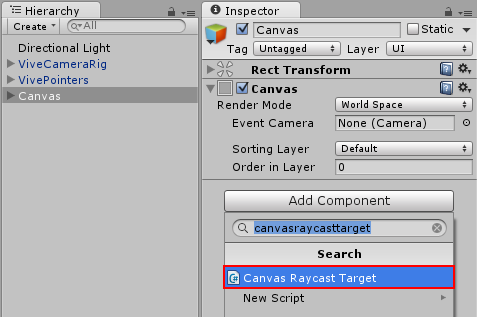 Hierarchy
Create
All
Directional Light
ViveCameraRig
VivePointers
Canvas
Inspector
Canvas
Static
Tag Untagged Layer UI
Rect Transform
Canvas
Render Mode World Space
Event Camera None (Camera)
Sorting Layer Default
Order in Layer 0
Add Component
canvasraycasttarget
Search
Canvas Raycast Target
New Script